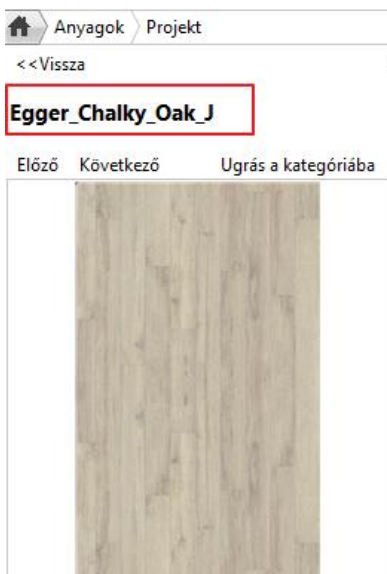 Anyagok Projekt
<<Vissza
Egger_Chalky_Oak_J
Előző Következő Ugrás a kategóriába